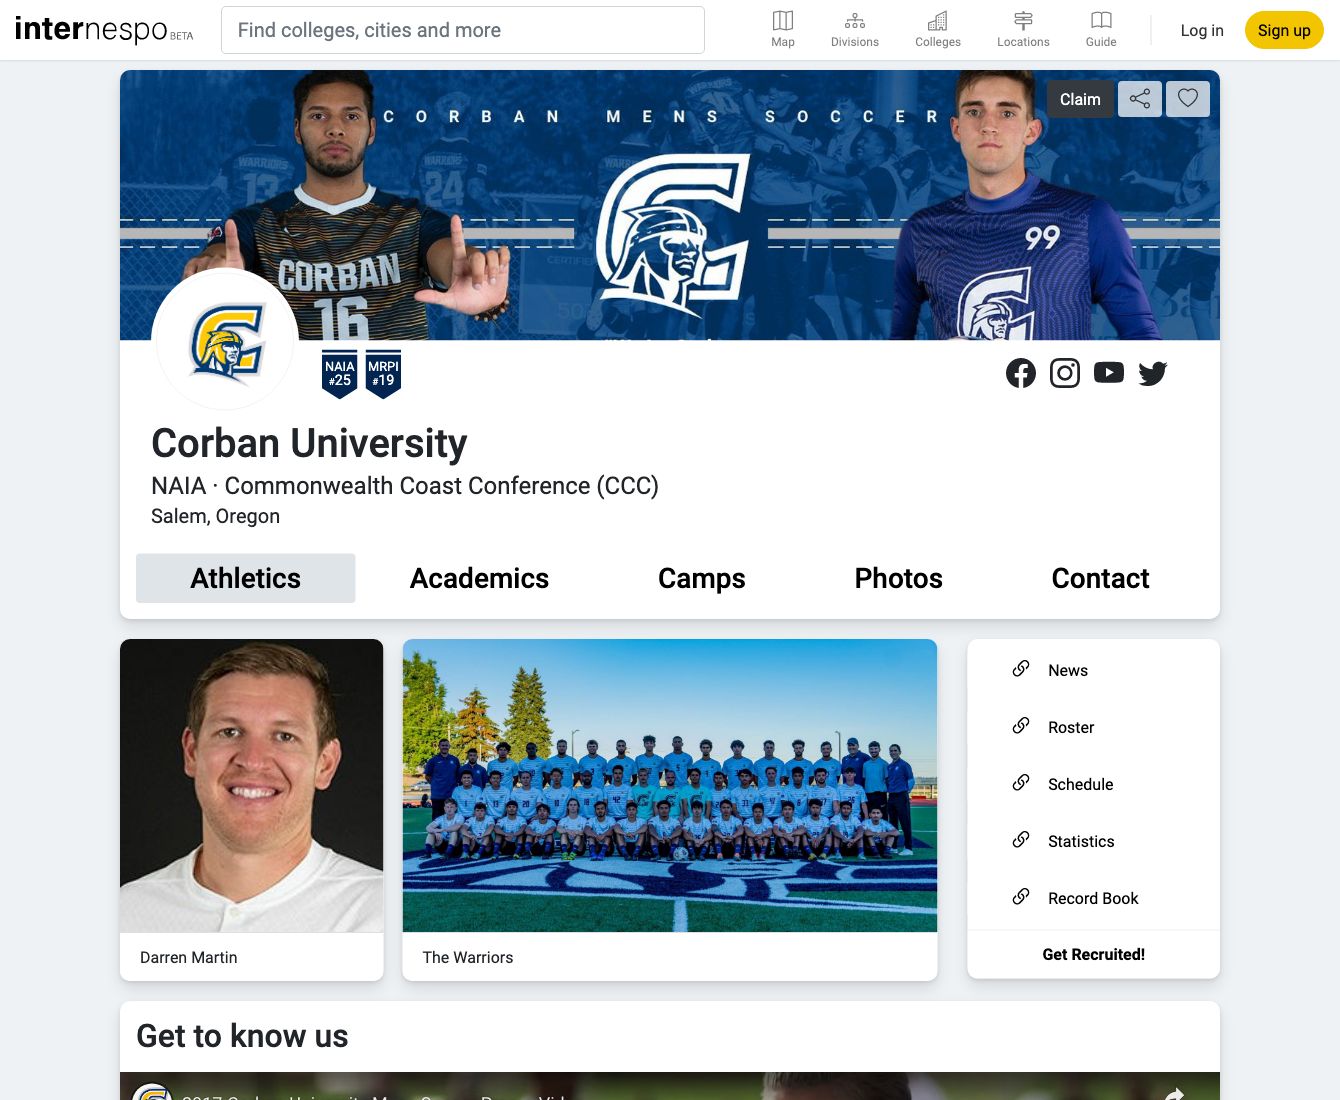 internespo BETA
Find colleges, cities and more
Map
Divisions
Colleges
Locations
Guide
Log in
Sign up
CORBAN MENS SOCCER
Claim
WARRIORS
13
24
99
CORBAN
16
NAIA
#25
MRPI
#19
Corban University
NAIA · Commonwealth Coast Conference (CCC)
Salem, Oregon
Athletics
Academics
Camps
Photos
Contact
News
Roster
Schedule
Statistics
Record Book
Get Recruited!
Darren Martin
The Warriors
Get to know us